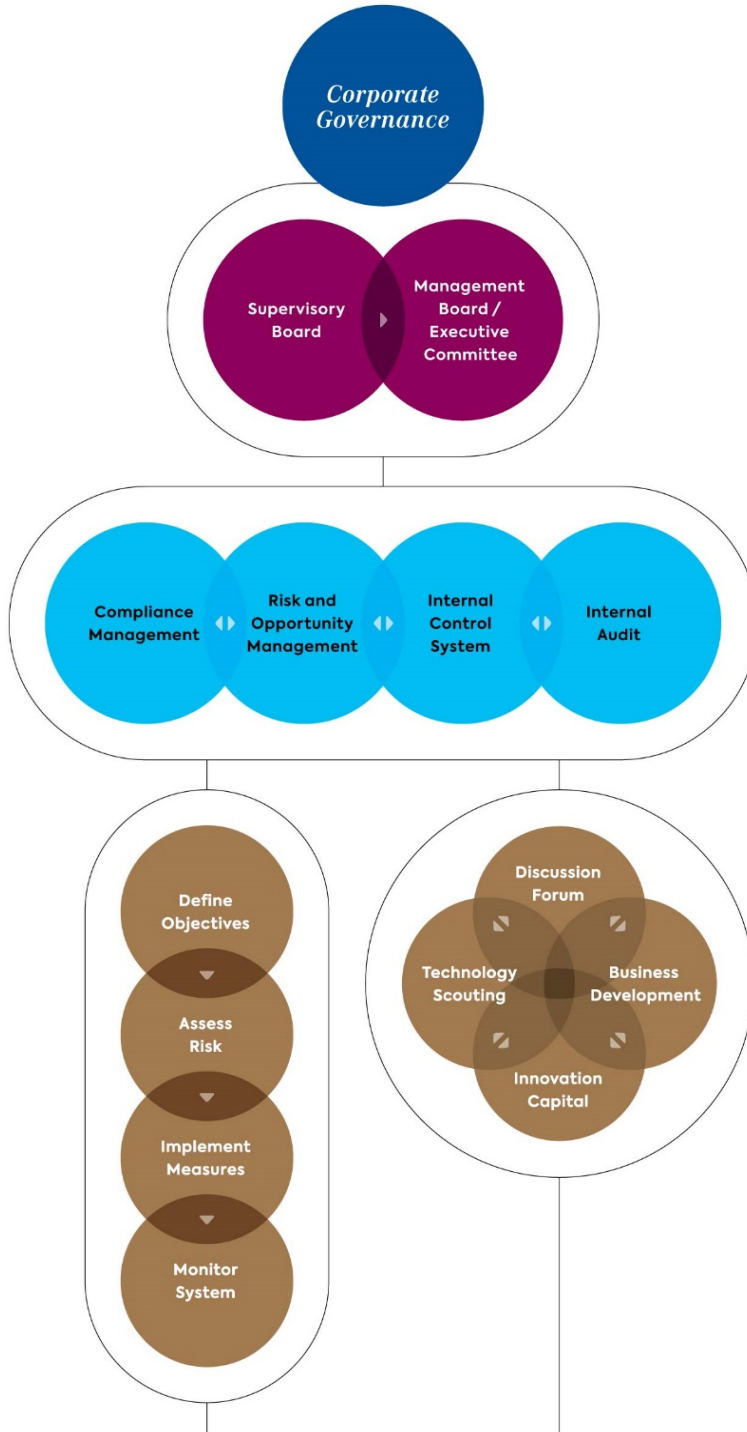 Corporate
Governance
Supervisory
Board
Management
Board /
Executive
Committee
Compliance
Management
Risk and
Opportunity
Management
Internal
Control
System
Internal
Audit
Define
Objectives
Assess
Risk
Implement
Measures
Monitor
System
Discussion
Forum
Technology
Scouting
Business
Development
Innovation
Capital